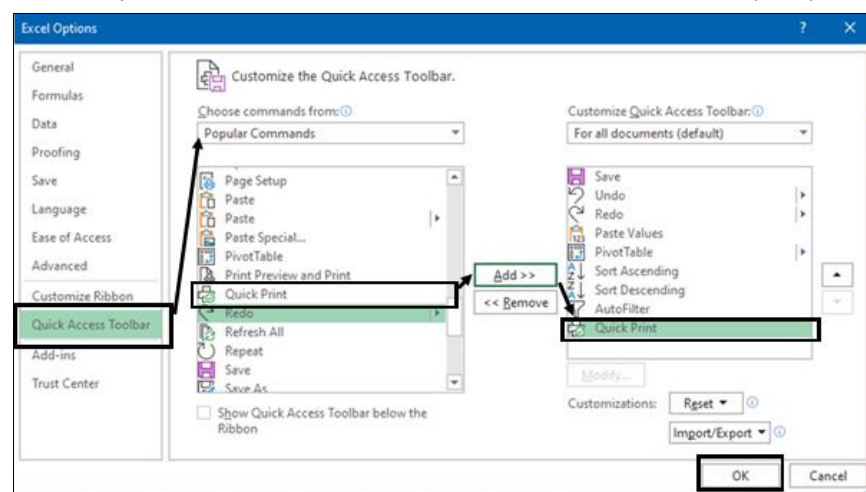 Excel Options
?
General
Formulas
Data
Proofing
Save
Language
Ease of Access
Advanced
Customize Ribbon
Quick Access Toolbar
Add-ins
Trust Center
Customize the Quick Access Toolbar.
Choose commands from:
Popular Commands
Page Setup
Paste
Paste
Paste Special...
PivotTable
Print Preview and Print
Quick Print
Redo
Refresh All
Repeat
Save
Save As
Show Quick Access Toolbar below the
Ribbon
Add >>
<< Remove
Customize Quick Access Toolbar:
For all documents (default)
Save
Undo
Redo
Paste Values
PivotTable
Sort Ascending
Sort Descending
AutoFilter
Quick Print
Modify...
Customizations: Reset
Import/Export
OK Cancel